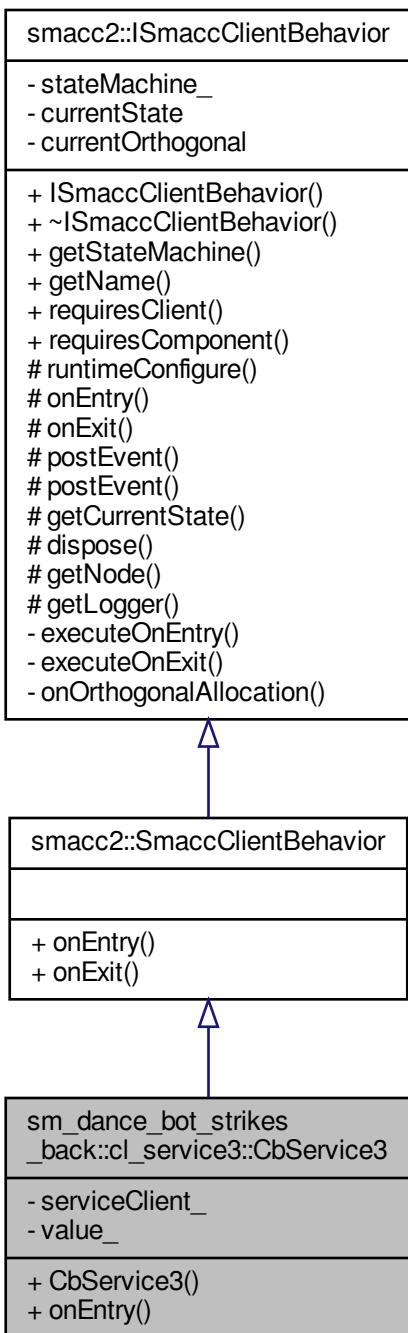 smacc2::ISmaccClientBehavior
- stateMachine_
- currentState
- currentOrthogonal
+ ISmaccClientBehavior()
+ ~ISmaccClientBehavior()
+ getStateMachine()
+ getName()
+ requiresClient()
+ requiresComponent()
# runtimeConfigure()
# onEntry()
# onExit()
# postEvent()
# postEvent()
# getCurrentState()
# dispose()
# getNode()
# getLogger()
- executeOnEntry()
- executeOnExit()
- onOrthogonalAllocation()
smacc2::SmaccClientBehavior
+ onEntry()
+ onExit()
sm_dance_bot_strikes
_back::cl_service3::CbService3
- serviceClient_
- value_
+ CbService3()
+ onEntry()